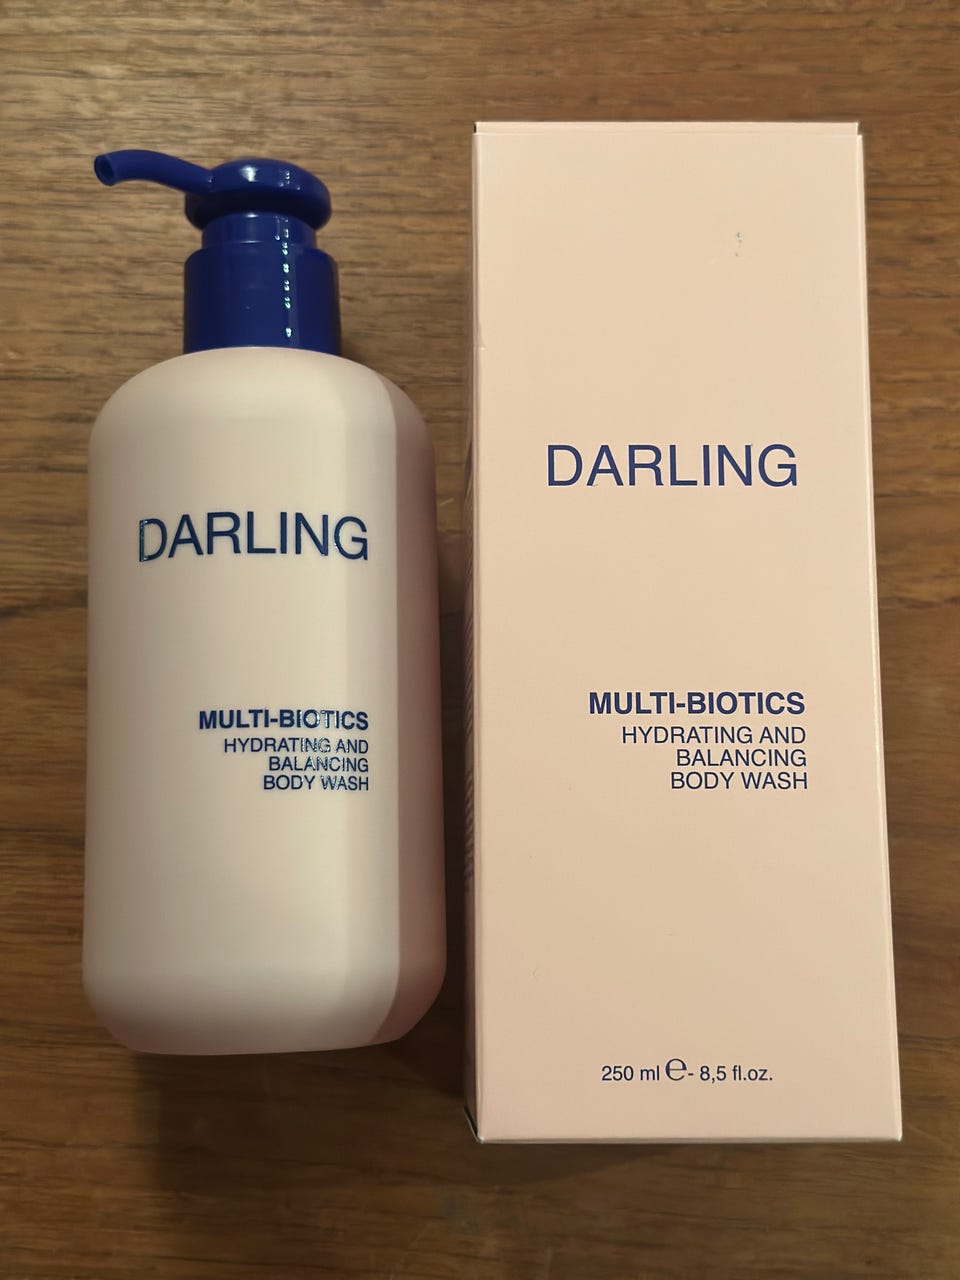 DARLING
MULTI-BIOTICS
HYDRATING AND
BALANCING
BODY WASH
DARLING
MULTI-BIOTICS
HYDRATING AND
BALANCING
BODY WASH
250 ml ℮ - 8,5 fl.oz.